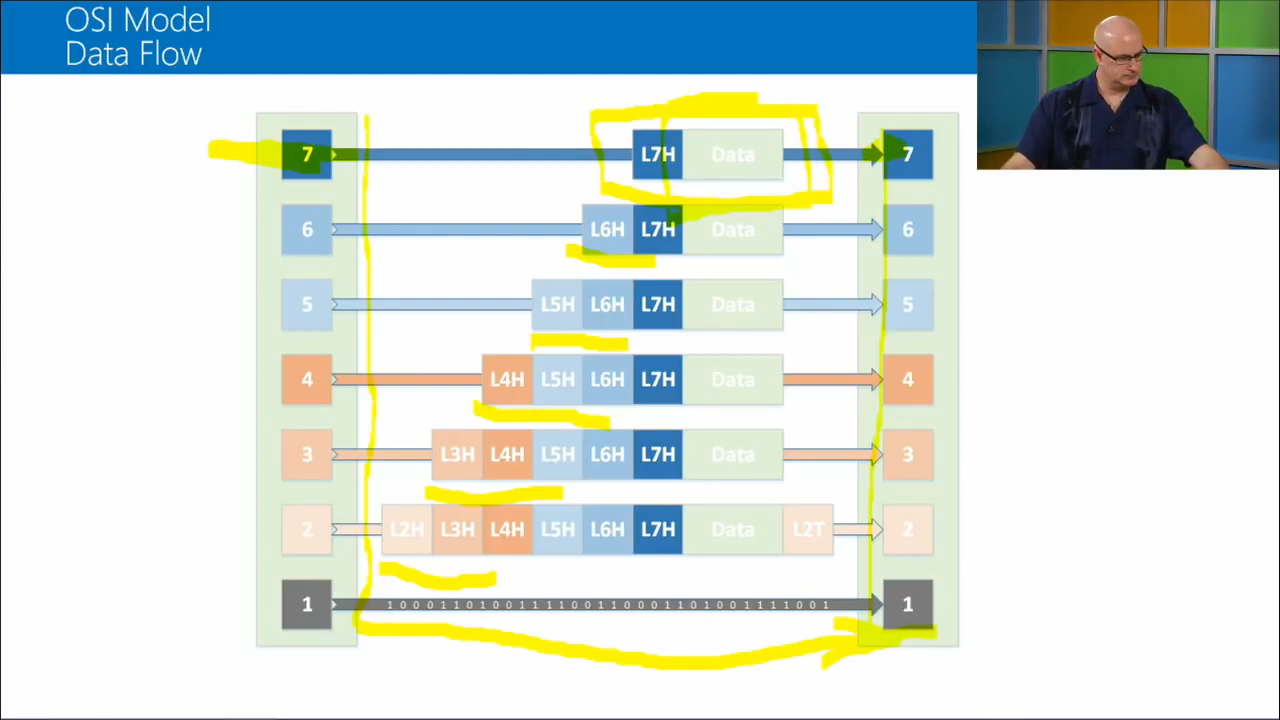 OSI Model
Data Flow
7 L7H Data 7
6 L6H L7H Data 6
5 L5H L6H L7H Data 5
4 L4H L5H L6H L7H Data 4
3 L3H L4H L5H L6H L7H Data 3
2 L2H L3H L4H L5H L6H L7H Data L2T 2
1 1 0 0 0 1 1 0 1 0 0 1 1 1 1 0 0 1 1 0 0 0 1 1 0 1 0 0 1 1 1 1 0 0 1 1